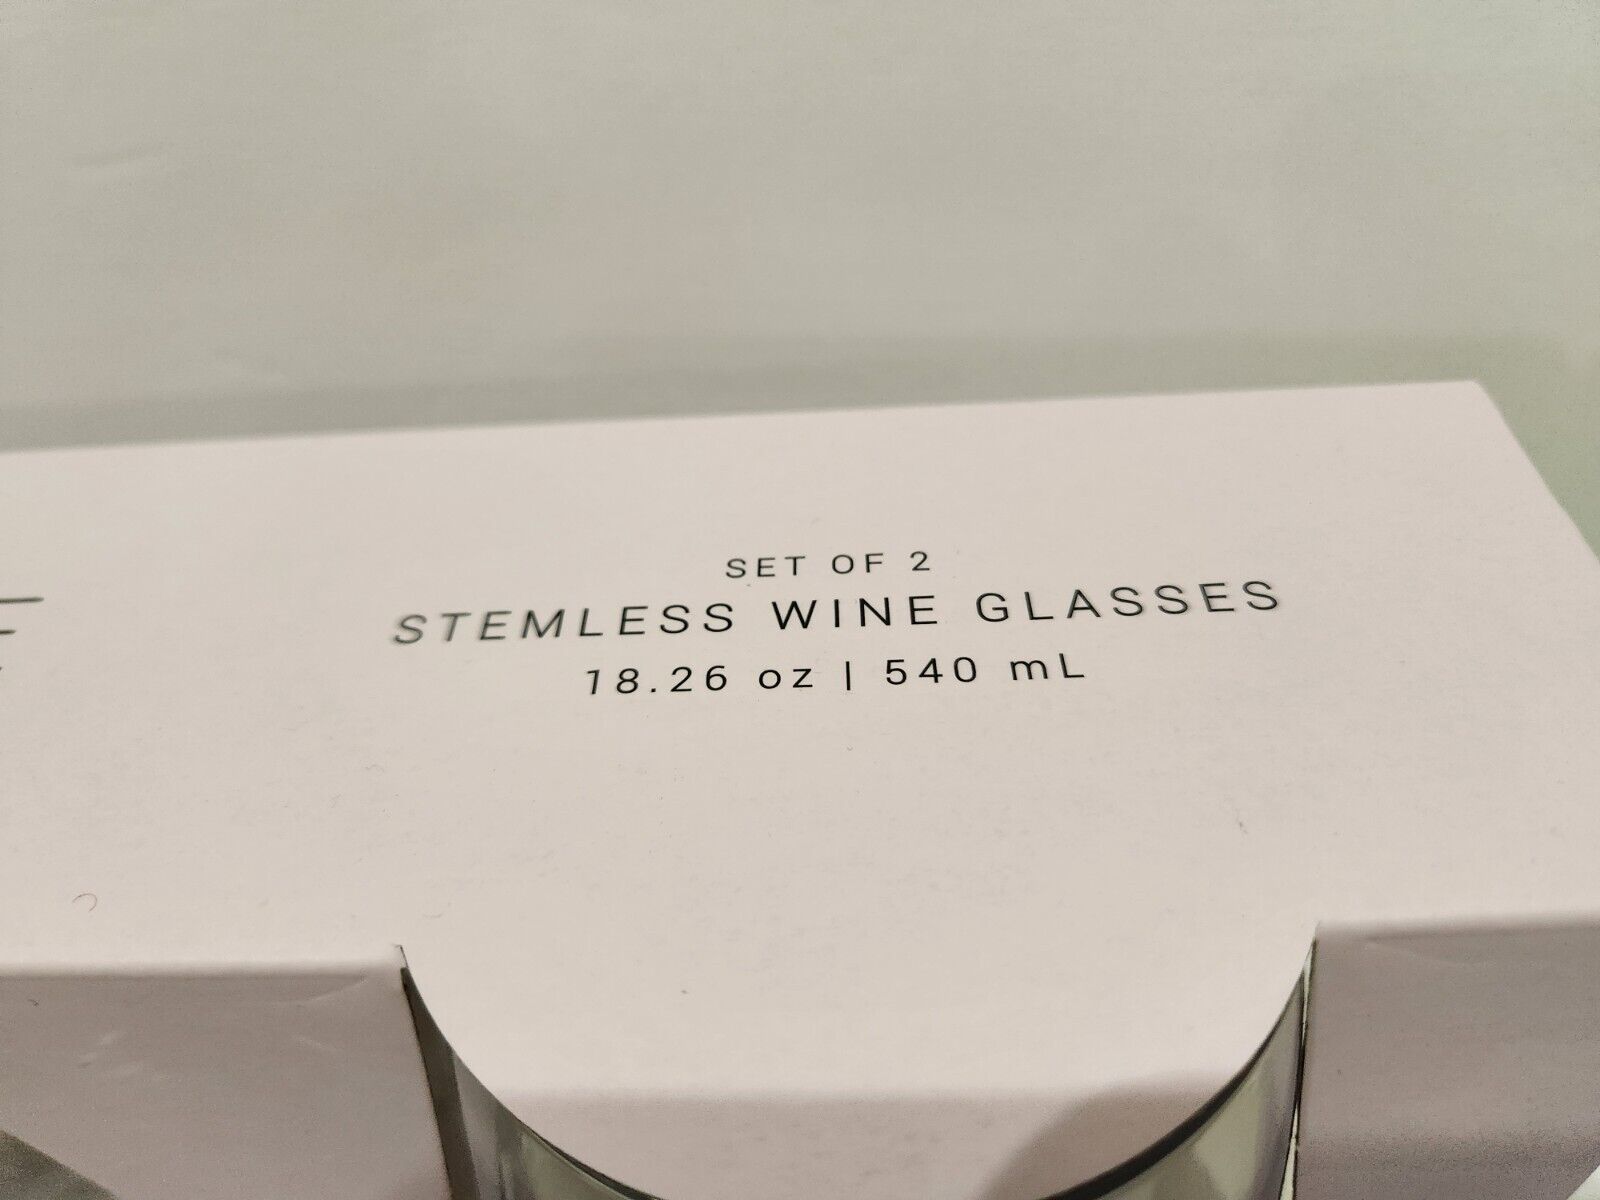 SET OF 2
STEMLESS WINE GLASSES
18.26 oz | 540 mL